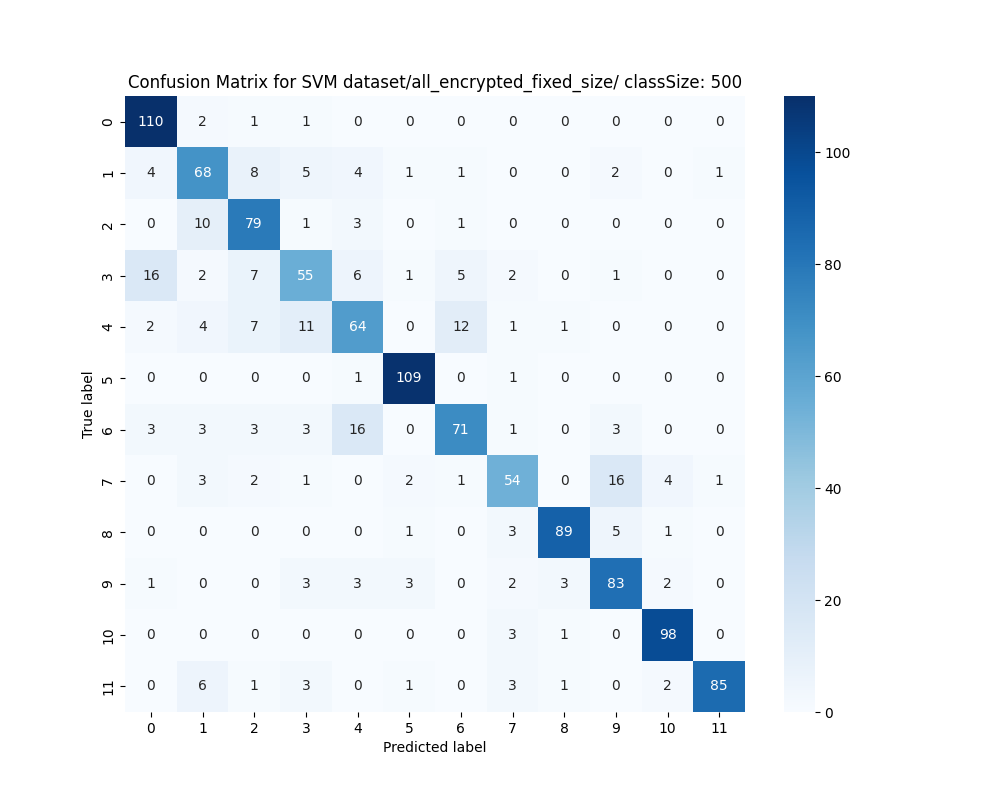 Confusion Matrix for SVM dataset/all_encrypted_fixed_size/ classSize: 500
0 110 2 1 1 0 0 0 0 0 0 0 0
1 4 68 8 5 4 1 1 0 0 2 0 1
2 0 10 79 1 3 0 1 0 0 0 0 0
3 16 2 7 55 6 1 5 2 0 1 0 0
4 2 4 7 11 64 0 12 1 1 0 0 0
5 0 0 0 0 1 109 0 1 0 0 0 0
6 3 3 3 3 16 0 71 1 0 3 0 0
7 0 3 2 1 0 2 1 54 0 16 4 1
8 0 0 0 0 0 1 0 3 89 5 1 0
9 1 0 0 3 3 3 0 2 3 83 2 0
10 0 0 0 0 0 0 0 3 1 0 98 0
11 0 6 1 3 0 1 0 3 1 0 2 85
0 1 2 3 4 5 6 7 8 9 10 11
Predicted label
True label
100
80
60
40
20
0